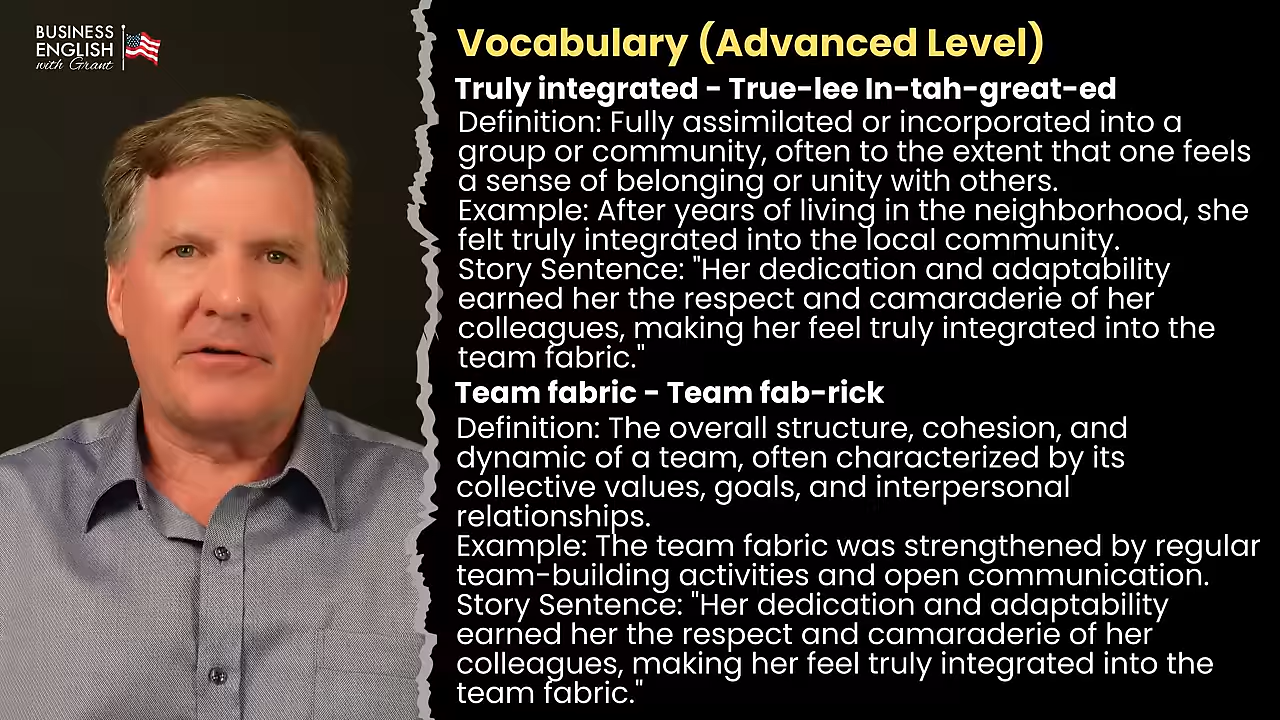 BUSINESS
ENGLISH
with Grant
Vocabulary (Advanced Level)
Truly integrated - True-lee In-tah-great-ed
Definition: Fully assimilated or incorporated into a
group or community, often to the extent that one feels
a sense of belonging or unity with others.
Example: After years of living in the neighborhood, she
felt truly integrated into the local community.
Story Sentence: "Her dedication and adaptability
earned her the respect and camaraderie of her
colleagues, making her feel truly integrated into the
team fabric."
Team fabric - Team fab-rick
Definition: The overall structure, cohesion, and
dynamic of a team, often characterized by its
collective values, goals, and interpersonal
relationships.
Example: The team fabric was strengthened by regular
team-building activities and open communication.
Story Sentence: "Her dedication and adaptability
earned her the respect and camaraderie of her
colleagues, making her feel truly integrated into the
team fabric."